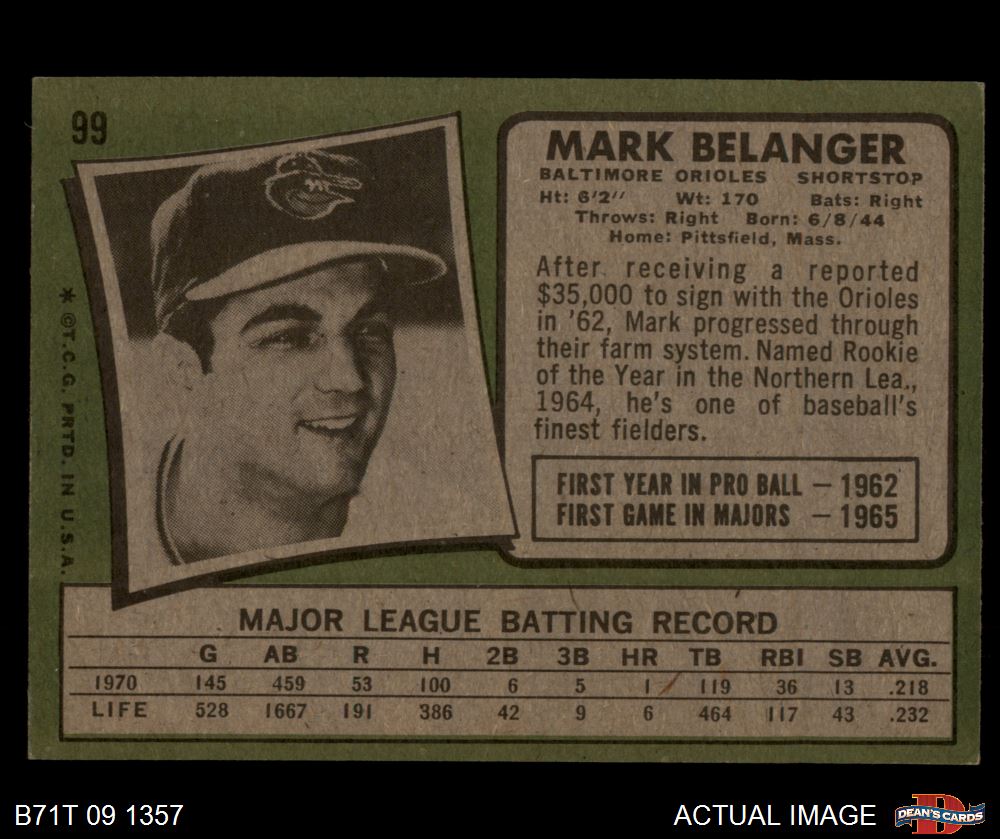 99
MARK BELANGER
BALTIMORE ORIOLES SHORTSTOP
Ht: 6'2" Wt: 170 Bats: Right
Throws: Right Born: 6/8/44
Home: Pittsfield, Mass.
After receiving a reported
$35,000 to sign with the Orioles
in '62, Mark progressed through
their farm system. Named Rookie
of the Year in the Northern Lea.,
1964, he's one of baseball's
finest fielders.
FIRST YEAR IN PRO BALL — 1962
FIRST GAME IN MAJORS — 1965
* ©T.C.G. PRTD. IN U.S.A.
MAJOR LEAGUE BATTING RECORD
G AB R H 2B 3B HR TB RBI SB AVG.
1970 145 459 53 100 6 5 1 119 36 13 .218
LIFE 528 1667 191 386 42 9 6 464 117 43 .232
B71T 09 1357
ACTUAL IMAGE
DEAN'S CARDS